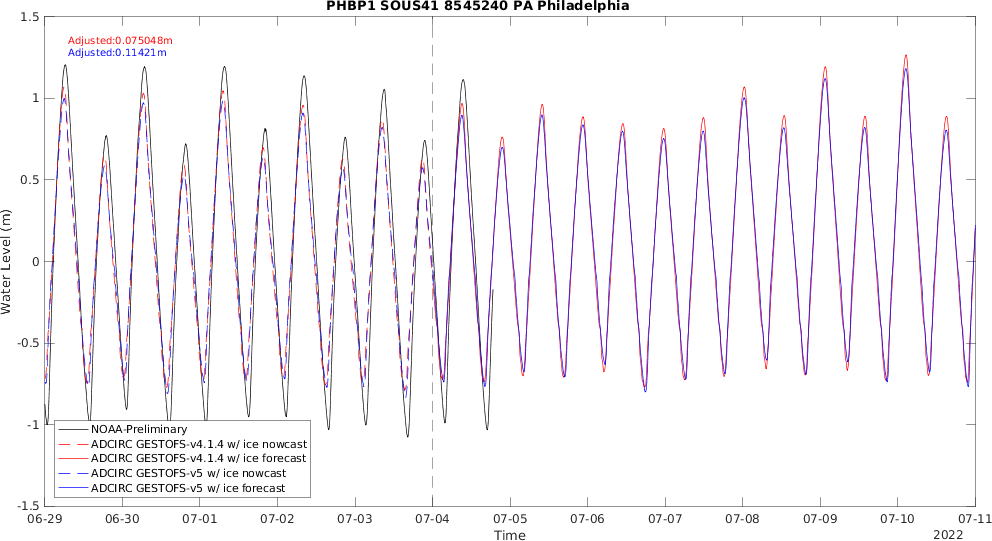 PHBP1 SOUS41 8545240 PA Philadelphia
Adjusted:0.075048m
Adjusted:0.11421m
1.5
1
0.5
0
-0.5
-1
-1.5
Water Level (m)
NOAA-Preliminary
ADCIRC GESTOFS-v4.1.4 w/ ice nowcast
ADCIRC GESTOFS-v4.1.4 w/ ice forecast
ADCIRC GESTOFS-v5 w/ ice nowcast
ADCIRC GESTOFS-v5 w/ ice forecast
06-29 06-30 07-01 07-02 07-03 07-04 07-05 07-06 07-07 07-08 07-09 07-10 07-11
Time
2022